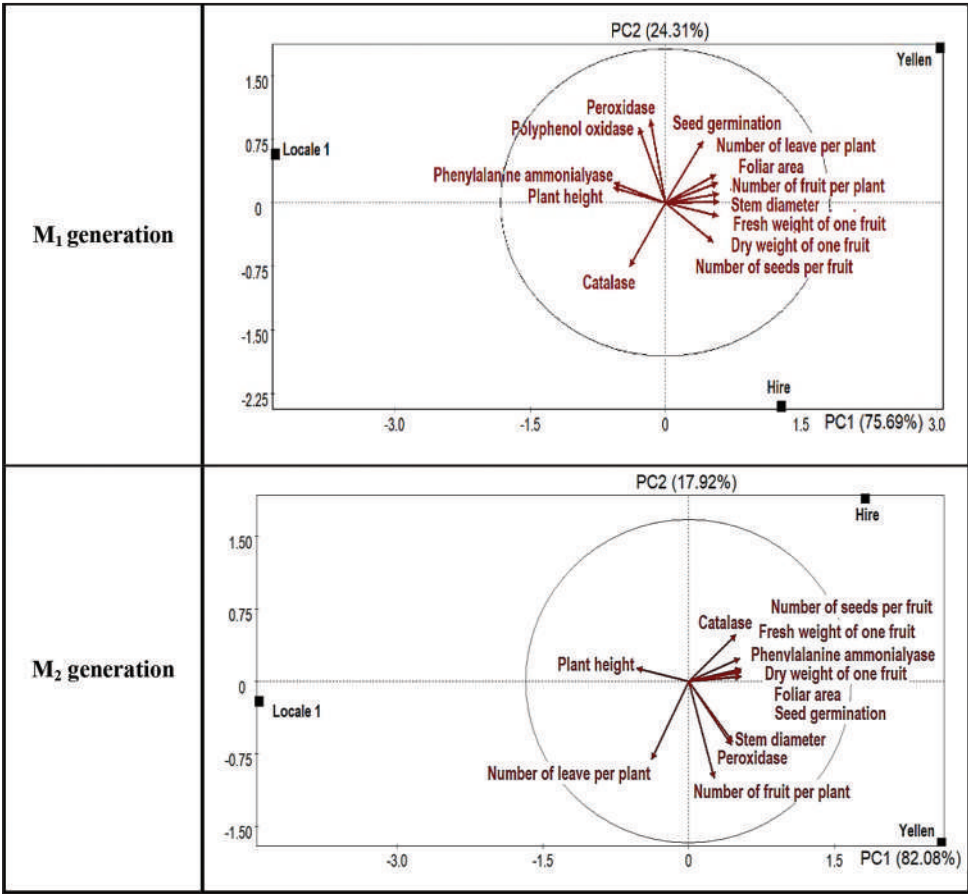 PC2 (24.31%)
Yellen
1.50
Peroxidase
Seed germination
Polyphenol oxidase
0.75
Number of leave per plant
Locale 1
Foliar area
Phenylalanine ammonialyase
Number of fruit per plant
Plant height
Stem diameter
0
M1 generation
Fresh weight of one fruit
Dry weight of one fruit
-0.75
Number of seeds per fruit
Catalase
-1.50
Hire
-2.25
-3.0
-1.5
0
1.5
PC1 (75.69%)
3.0
PC2 (17.92%)
Hire
1.50
0.75
Number of seeds per fruit
Catalase
Fresh weight of one fruit
Phenylalanine ammonialyase
M2 generation
Plant height
Dry weight of one fruit
0
Foliar area
Locale 1
Seed germination
Stem diameter
-0.75
Peroxidase
Number of leave per plant
Number of fruit per plant
-1.50
Yellen
-3.0
-1.5
0
1.5
PC1 (82.08%)